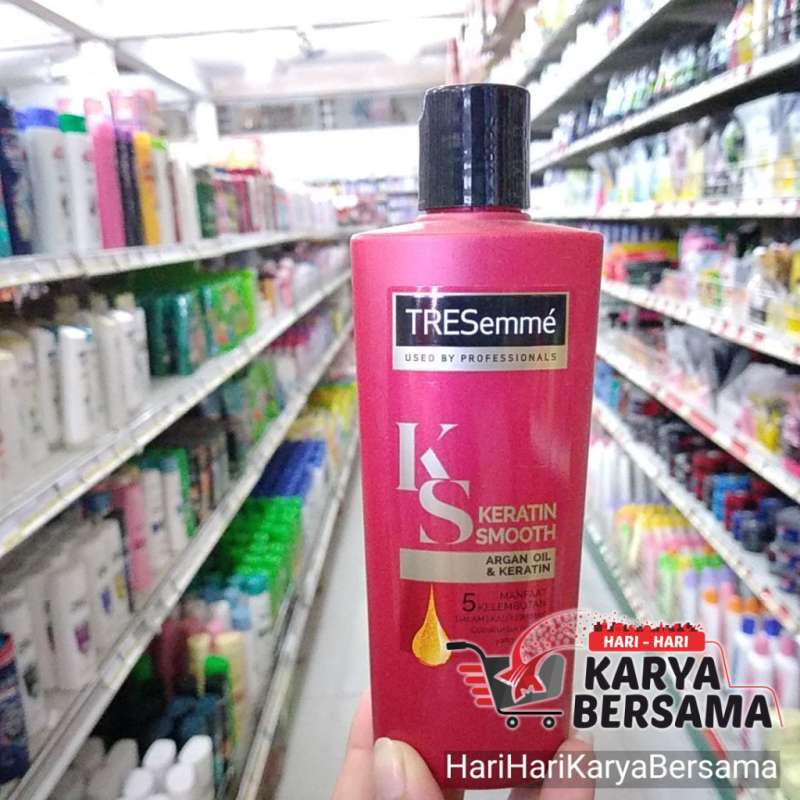 TRESemmé
USED BY PROFESSIONALS
KS
KERATIN
SMOOTH
ARGAN OIL
& KERATIN
5 MANFAAT
KELEMBUTAN
HARI - HARI
KARYA
BERSAMA
HariHariKaryaBersama